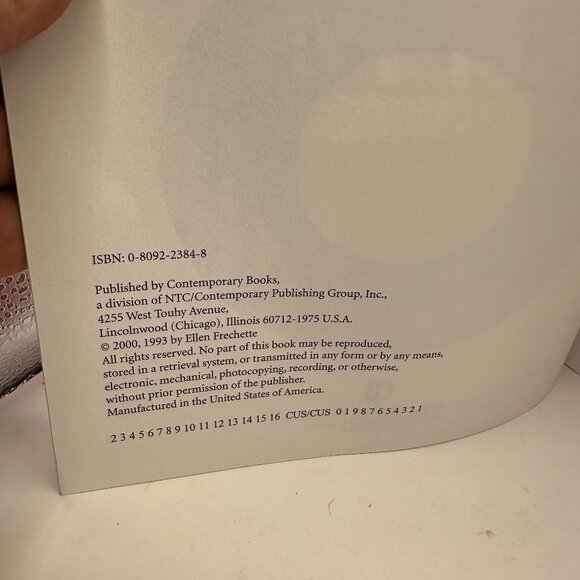 ISBN: 0-8092-2384-8
Published by Contemporary Books,
a division of NTC/Contemporary Publishing Group, Inc.,
4255 West Touhy Avenue,
Lincolnwood (Chicago), Illinois 60712-1975 U.S.A.
© 2000, 1993 by Ellen Frechette
All rights reserved. No part of this book may be reproduced,
stored in a retrieval system, or transmitted in any form or by any means,
electronic, mechanical, photocopying, recording, or otherwise,
without prior permission of the publisher.
Manufactured in the United States of America.
2 3 4 5 6 7 8 9 10 11 12 13 14 15 16 CUS/CUS 0 1 9 8 7 6 5 4 3 2 1